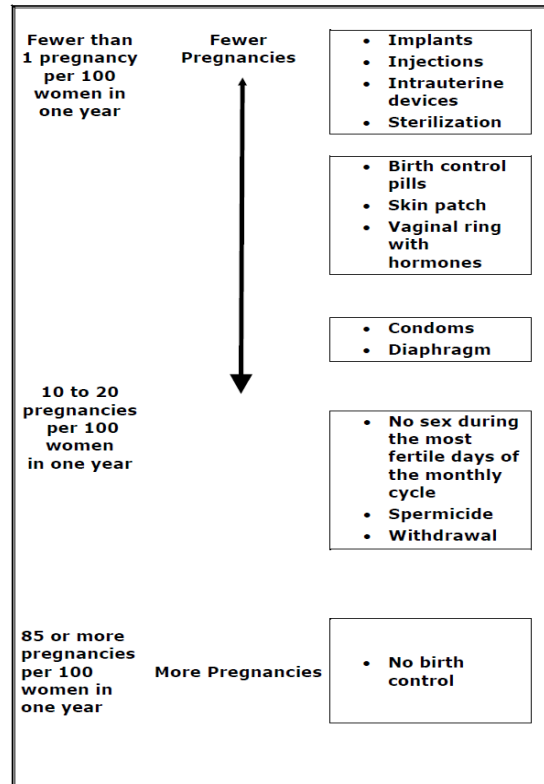 Fewer than
1 pregnancy
per 100
women in
one year
Fewer
Pregnancies
• Implants
• Injections
• Intrauterine
devices
• Sterilization
• Birth control
pills
• Skin patch
• Vaginal ring
with
hormones
• Condoms
• Diaphragm
10 to 20
pregnancies
per 100
women
in one year
• No sex during
the most
fertile days of
the monthly
cycle
• Spermicide
• Withdrawal
85 or more
pregnancies
per 100
women in
one year
More Pregnancies
• No birth
control